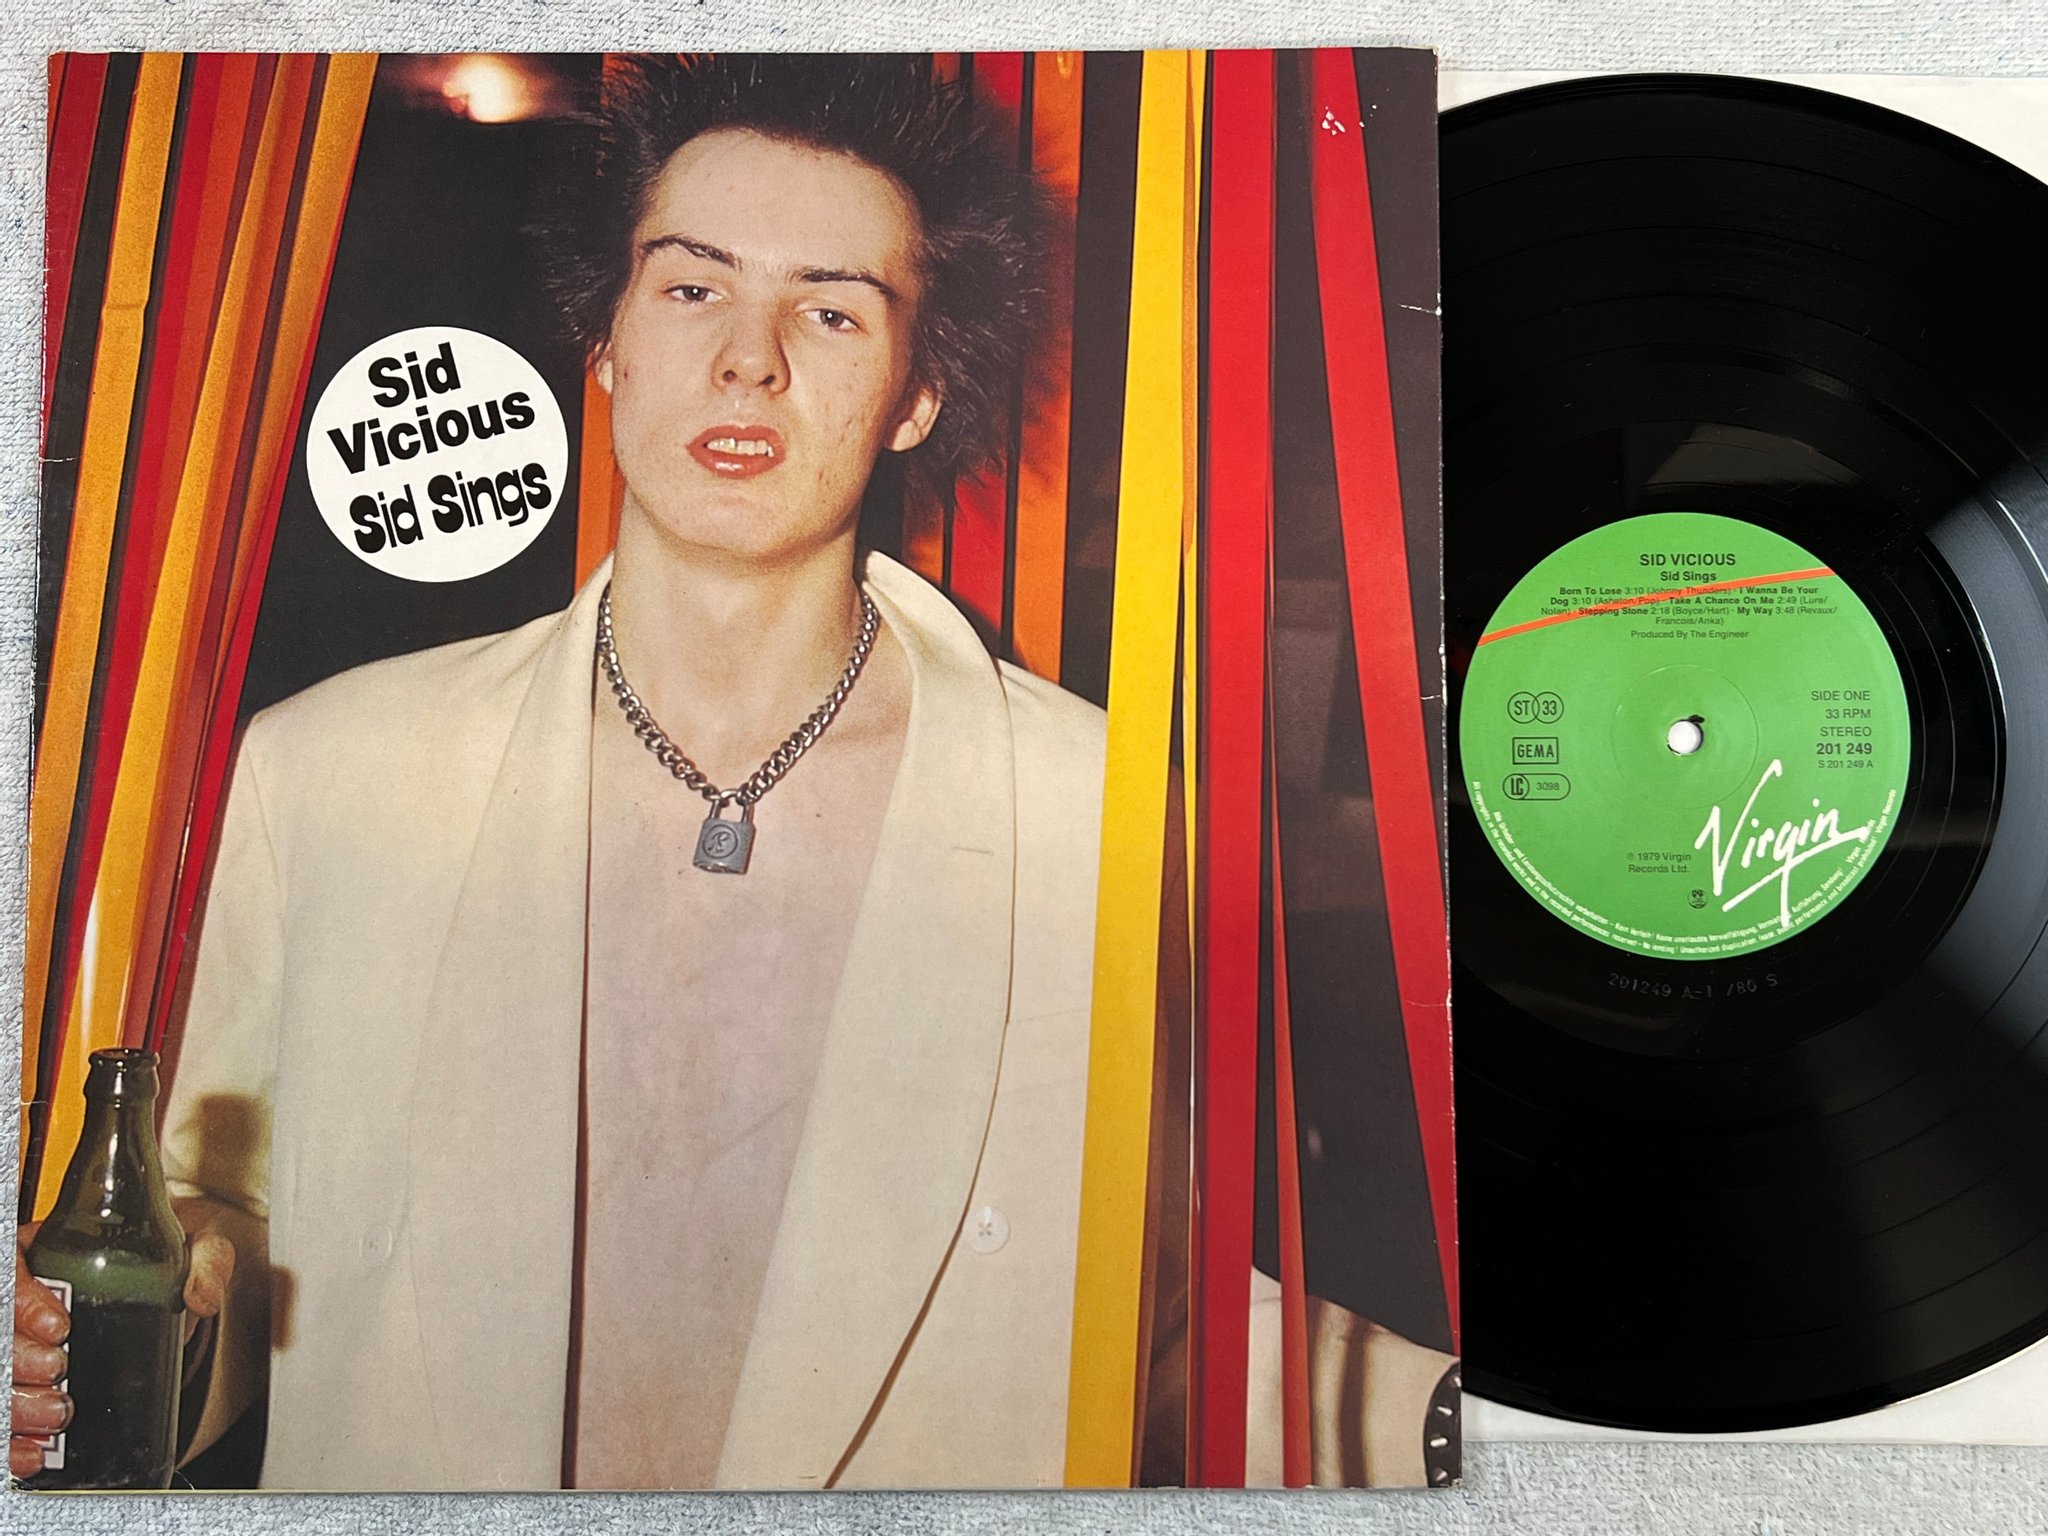 Sid
Vicious
Sid Sings
SID VICIOUS
Sid Sings
Born To Lose 3:10 (Johnny Thunders) · I Wanna Be Your
Dog 3:10 (Asheton/Pop) · Take A Chance On Me 2:49 (Lure/
Nolan) · Stepping Stone 2:18 (Boyce/Hart) · My Way 3:48 (Revaux/
Francois/Anka)
Produced By The Engineer
ST 33
GEMA
LC 3098
SIDE ONE
33 RPM
STEREO
201 249
S 201 249 A
Virgin
℗ 1979 Virgin
Records Ltd.
201249 A-1 /80 S
R